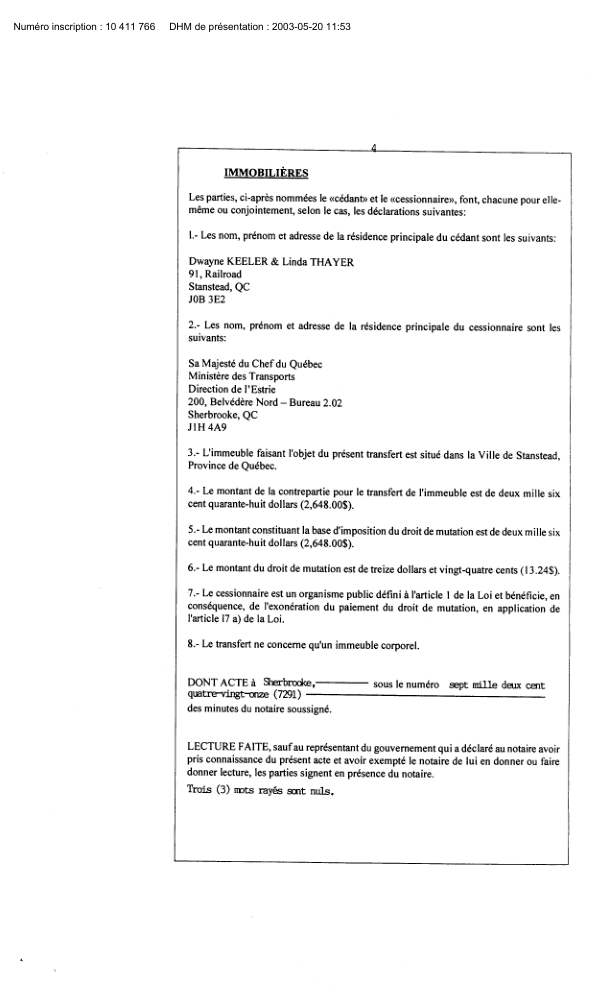 Numéro inscription : 10 411 766 DHM de présentation : 2003-05-20 11:53
4
IMMOBILIÈRES
Les parties, ci-après nommées le «cédant» et le «cessionnaire», font, chacune pour elle-
même ou conjointement, selon le cas, les déclarations suivantes:
1.- Les nom, prénom et adresse de la résidence principale du cédant sont les suivants:
Dwayne KEELER & Linda THAYER
91, Railroad
Stanstead, QC
J0B 3E2
2.- Les nom, prénom et adresse de la résidence principale du cessionnaire sont les
suivants:
Sa Majesté du Chef du Québec
Ministère des Transports
Direction de l'Estrie
200, Belvédère Nord – Bureau 2.02
Sherbrooke, QC
J1H 4A9
3.- L'immeuble faisant l'objet du présent transfert est situé dans la Ville de Stanstead,
Province de Québec.
4.- Le montant de la contrepartie pour le transfert de l'immeuble est de deux mille six
cent quarante-huit dollars (2,648.00$).
5.- Le montant constituant la base d'imposition du droit de mutation est de deux mille six
cent quarante-huit dollars (2,648.00$).
6.- Le montant du droit de mutation est de treize dollars et vingt-quatre cents (13.24$).
7.- Le cessionnaire est un organisme public défini à l'article 1 de la Loi et bénéficie, en
conséquence, de l'exonération du paiement du droit de mutation, en application de
l'article 17 a) de la Loi.
8.- Le transfert ne concerne qu'un immeuble corporel.
DONT ACTE à Sherbrooke, sous le numéro sept mille deux cent
quatre-vingt-onze (7291)
des minutes du notaire soussigné.
LECTURE FAITE, sauf au représentant du gouvernement qui a déclaré au notaire avoir
pris connaissance du présent acte et avoir exempté le notaire de lui en donner ou faire
donner lecture, les parties signent en présence du notaire.
Trois (3) mots rayés sont nuls.